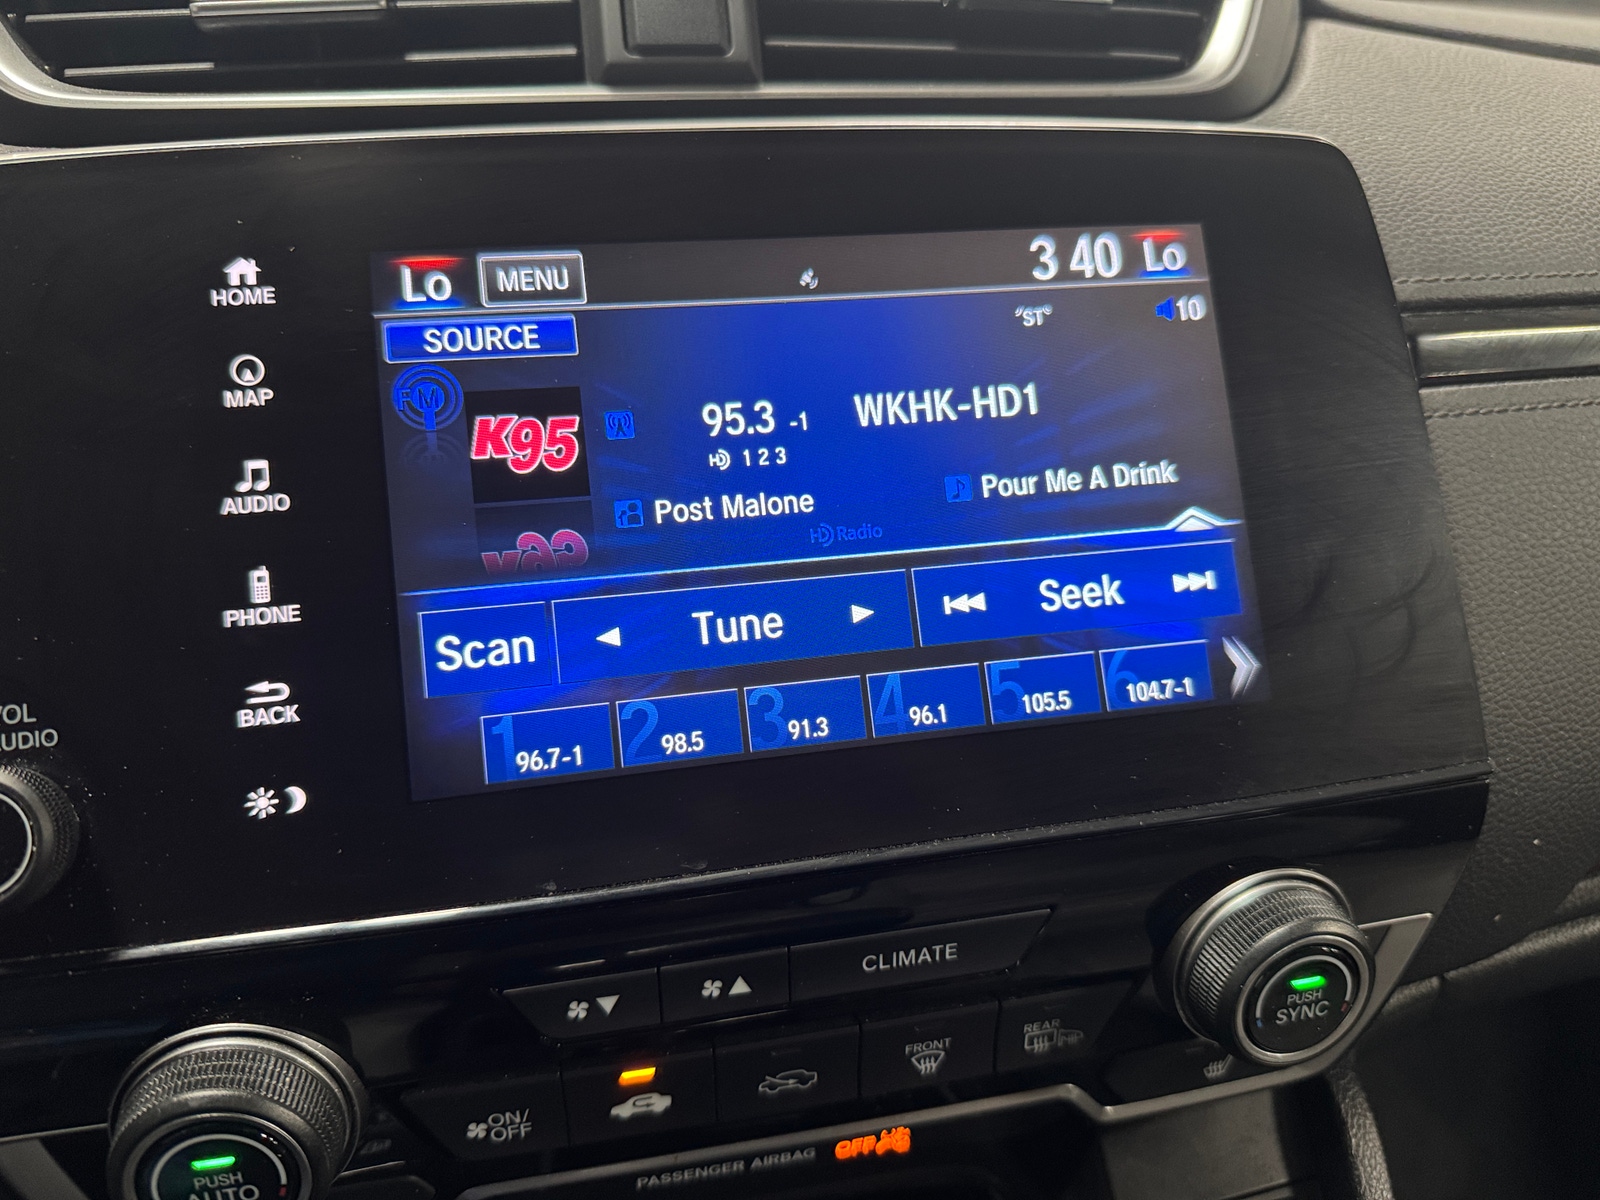 Lo MENU 3 40 Lo
SOURCE "ST" 10
FM K95 95.3 -1 WKHK-HD1
HD 1 2 3
Post Malone Pour Me A Drink
HD Radio
Scan Tune Seek
1 96.7-1 2 98.5 3 91.3 4 96.1 5 105.5 6 104.7-1
HOME
MAP
AUDIO
PHONE
BACK
CLIMATE
PUSH
SYNC
FRONT
REAR
ON/
OFF
PUSH
AUTO
PASSENGER AIRBAG OFF